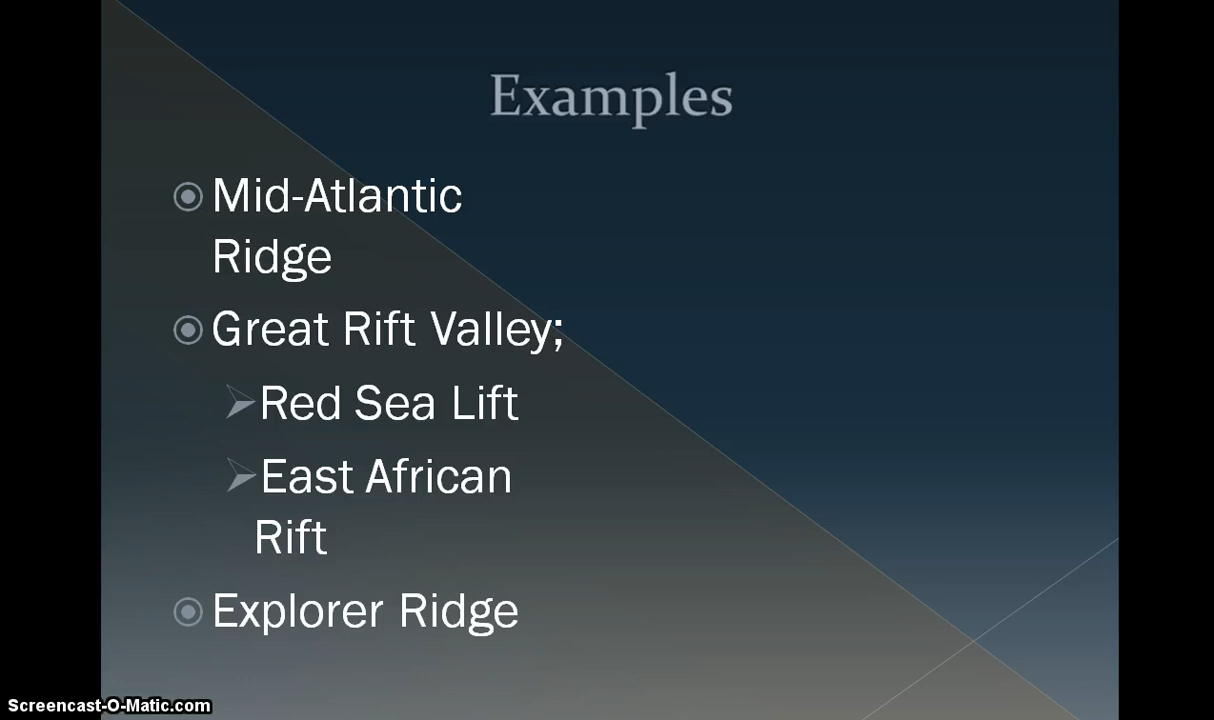 Examples
Mid-Atlantic
Ridge
Great Rift Valley;
Red Sea Lift
East African
Rift
Explorer Ridge
Screencast-O-Matic.com